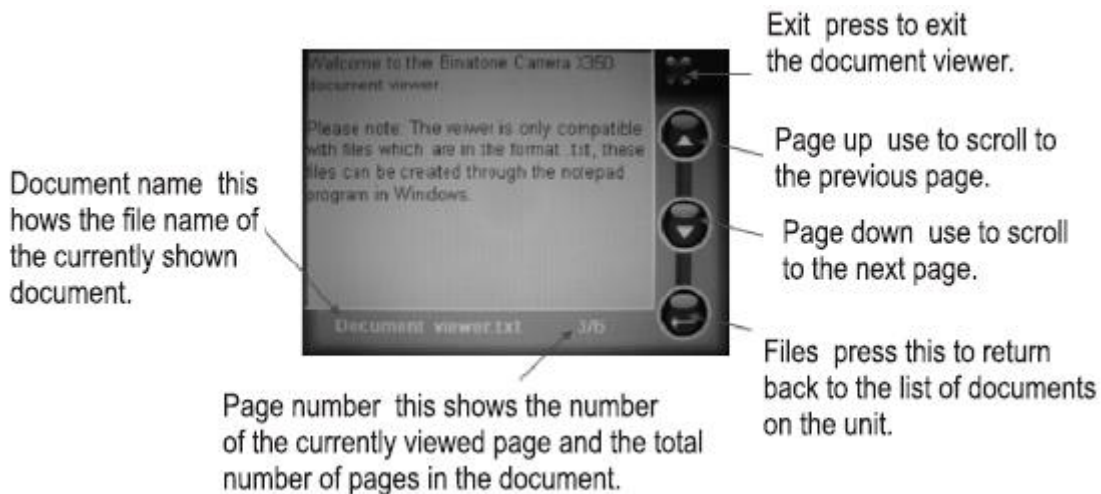 Exit press to exit
the document viewer.
Welcome to the Binatone Carrera X350
document viewer.
Please note: The veiwer is only compatible
with files which are in the format .txt, these
files can be created through the notepad
program in Windows.
Page up use to scroll to
the previous page.
Document name this
hows the file name of
the currently shown
document.
Page down use to scroll
to the next page.
Document viewer.txt 3/6
Files press this to return
back to the list of documents
on the unit.
Page number this shows the number
of the currently viewed page and the total
number of pages in the document.